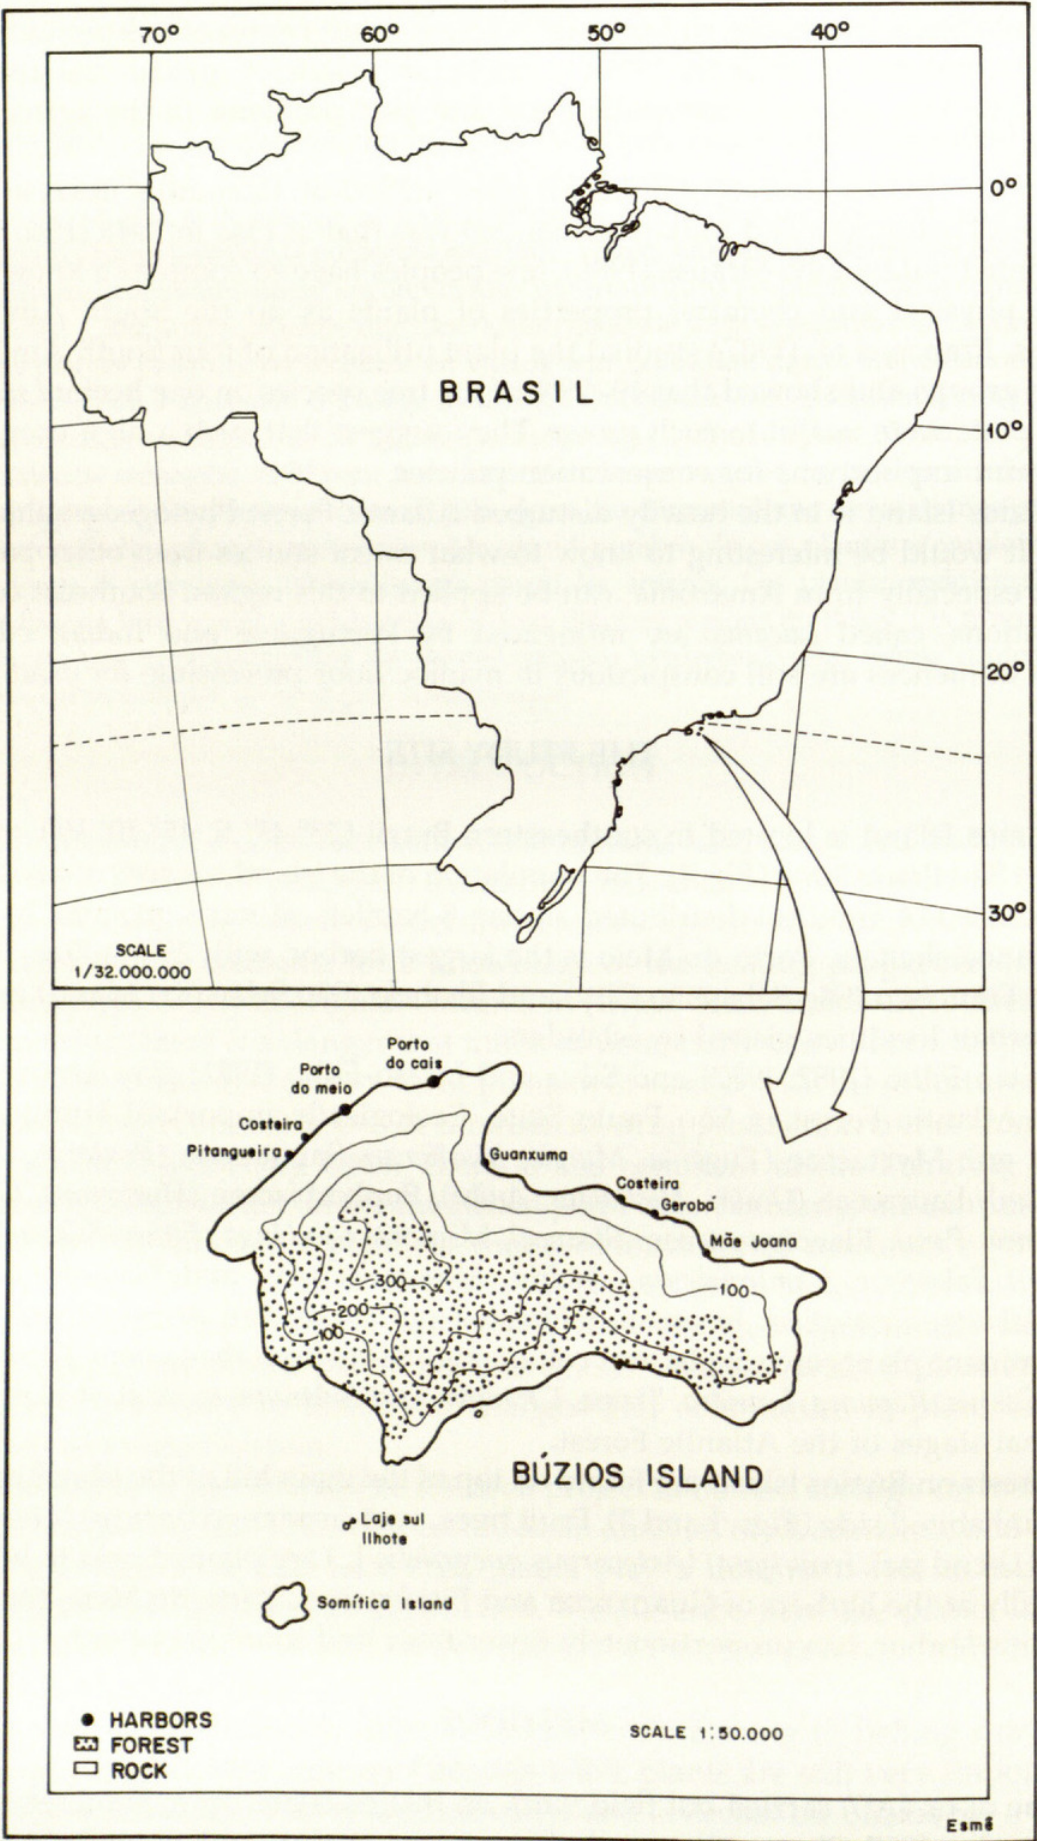 70°
60°
50°
40°
0°
BRASIL
10°
20°
30°
SCALE
1/32.000.000
Porto
do cais
Porto
do meio
Costeira
Pitangueira
Guanxuma
Costeira
Geroba
Mãe Joana
300
100
200
100
BÚZIOS ISLAND
Laje sul
Ilhote
Somítica Island
HARBORS
FOREST
ROCK
SCALE 1:50.000
Esmê